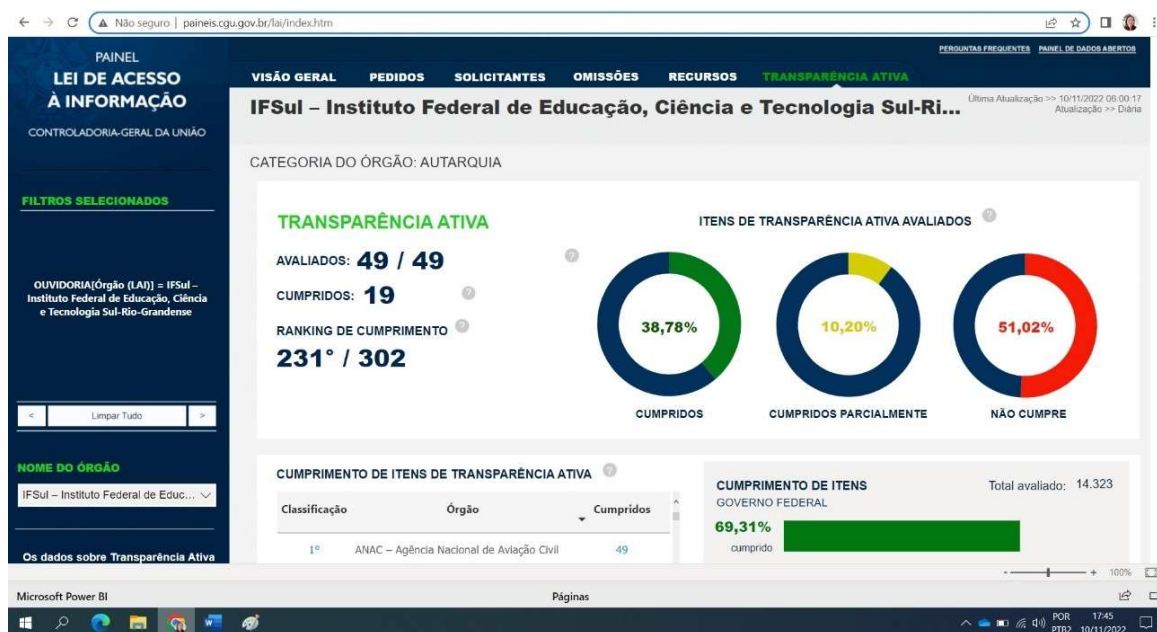 Não seguro | paineis.cgu.gov.br/lai/index.htm
PERGUNTAS FREQUENTES PAINEL DE DADOS ABERTOS
PAINEL
LEI DE ACESSO
À INFORMAÇÃO
CONTROLADORIA-GERAL DA UNIÃO
VISÃO GERAL PEDIDOS SOLICITANTES OMISSÕES RECURSOS TRANSPARÊNCIA ATIVA
IFSul – Instituto Federal de Educação, Ciência e Tecnologia Sul-Ri...
Última Atualização >> 10/11/2022 06:00:17
Atualização >> Diária
CATEGORIA DO ÓRGÃO: AUTARQUIA
FILTROS SELECIONADOS
OUVIDORIA[Órgão (LAI)] = IFSul –
Instituto Federal de Educação, Ciência
e Tecnologia Sul-Rio-Grandense
< Limpar Tudo >
NOME DO ÓRGÃO
IFSul – Instituto Federal de Educ...
Os dados sobre Transparência Ativa
TRANSPARÊNCIA ATIVA
AVALIADOS: 49 / 49
CUMPRIDOS: 19
RANKING DE CUMPRIMENTO
231° / 302
ITENS DE TRANSPARÊNCIA ATIVA AVALIADOS
38,78% 10,20% 51,02%
CUMPRIDOS CUMPRIDOS PARCIALMENTE NÃO CUMPRE
CUMPRIMENTO DE ITENS DE TRANSPARÊNCIA ATIVA
Classificação Órgão Cumpridos
1º ANAC – Agência Nacional de Aviação Civil 49
CUMPRIMENTO DE ITENS Total avaliado: 14.323
GOVERNO FEDERAL
69,31%
cumprido
- + 100%
Microsoft Power BI Páginas
POR 17:45
PTB2 10/11/2022